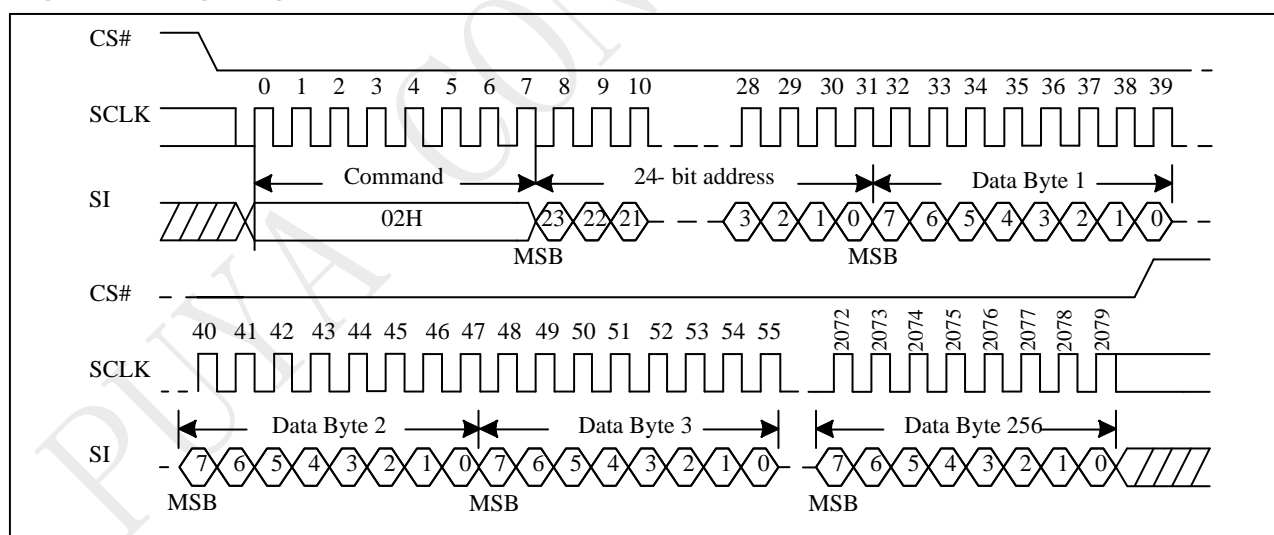 CS#
0 1 2 3 4 5 6 7 8 9 10 28 29 30 31 32 33 34 35 36 37 38 39
SCLK
Command 24- bit address Data Byte 1
SI
02H 23 22 21 3 2 1 0 7 6 5 4 3 2 1 0
MSB MSB
CS#
40 41 42 43 44 45 46 47 48 49 50 51 52 53 54 55 2072 2073 2074 2075 2076 2077 2078 2079
SCLK
Data Byte 2 Data Byte 3 Data Byte 256
SI
7 6 5 4 3 2 1 0 7 6 5 4 3 2 1 0 7 6 5 4 3 2 1 0
MSB MSB MSB
PUYA CON